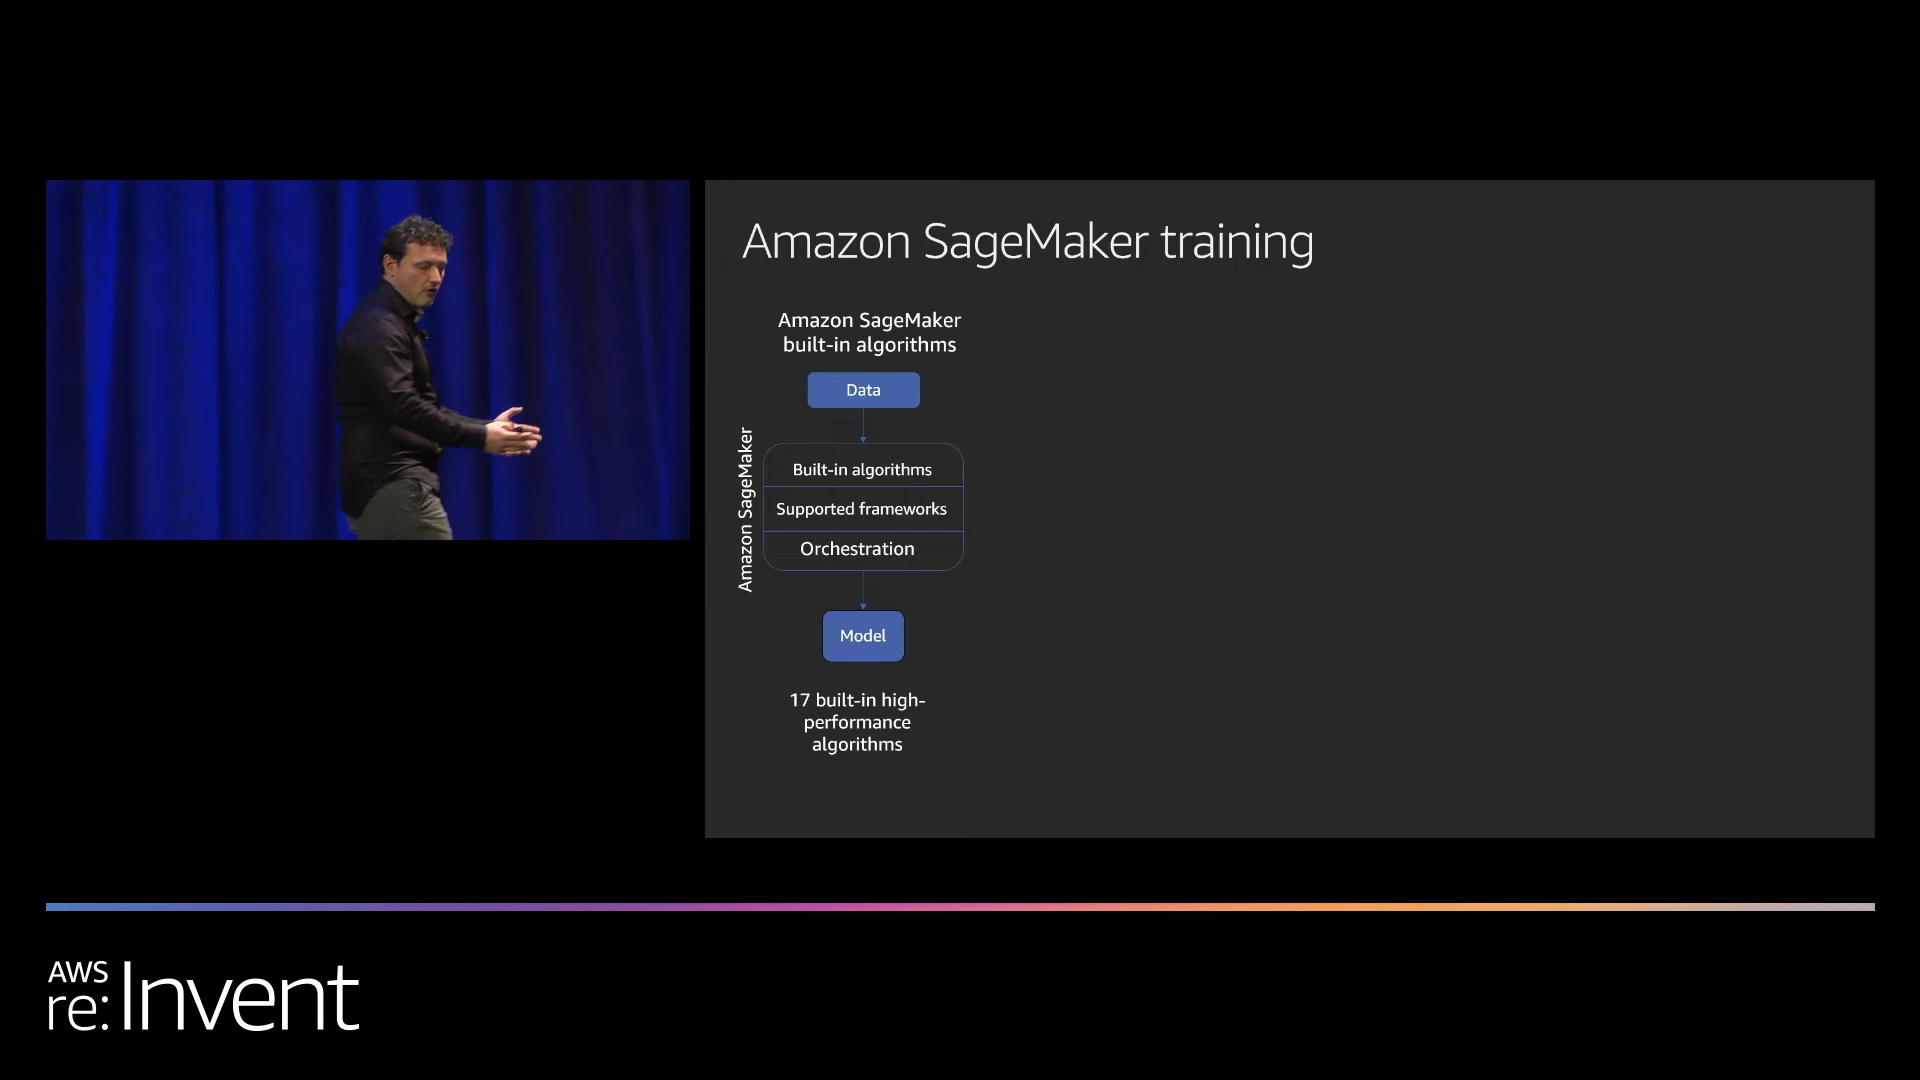 Amazon SageMaker training
Amazon SageMaker
built-in algorithms
Data
Amazon SageMaker
Built-in algorithms
Supported frameworks
Orchestration
Model
17 built-in high-
performance
algorithms
AWS
re:Invent